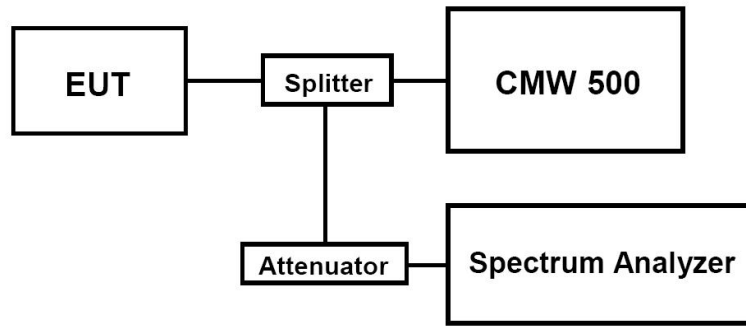 EUT
Splitter
CMW 500
Attenuator
Spectrum Analyzer